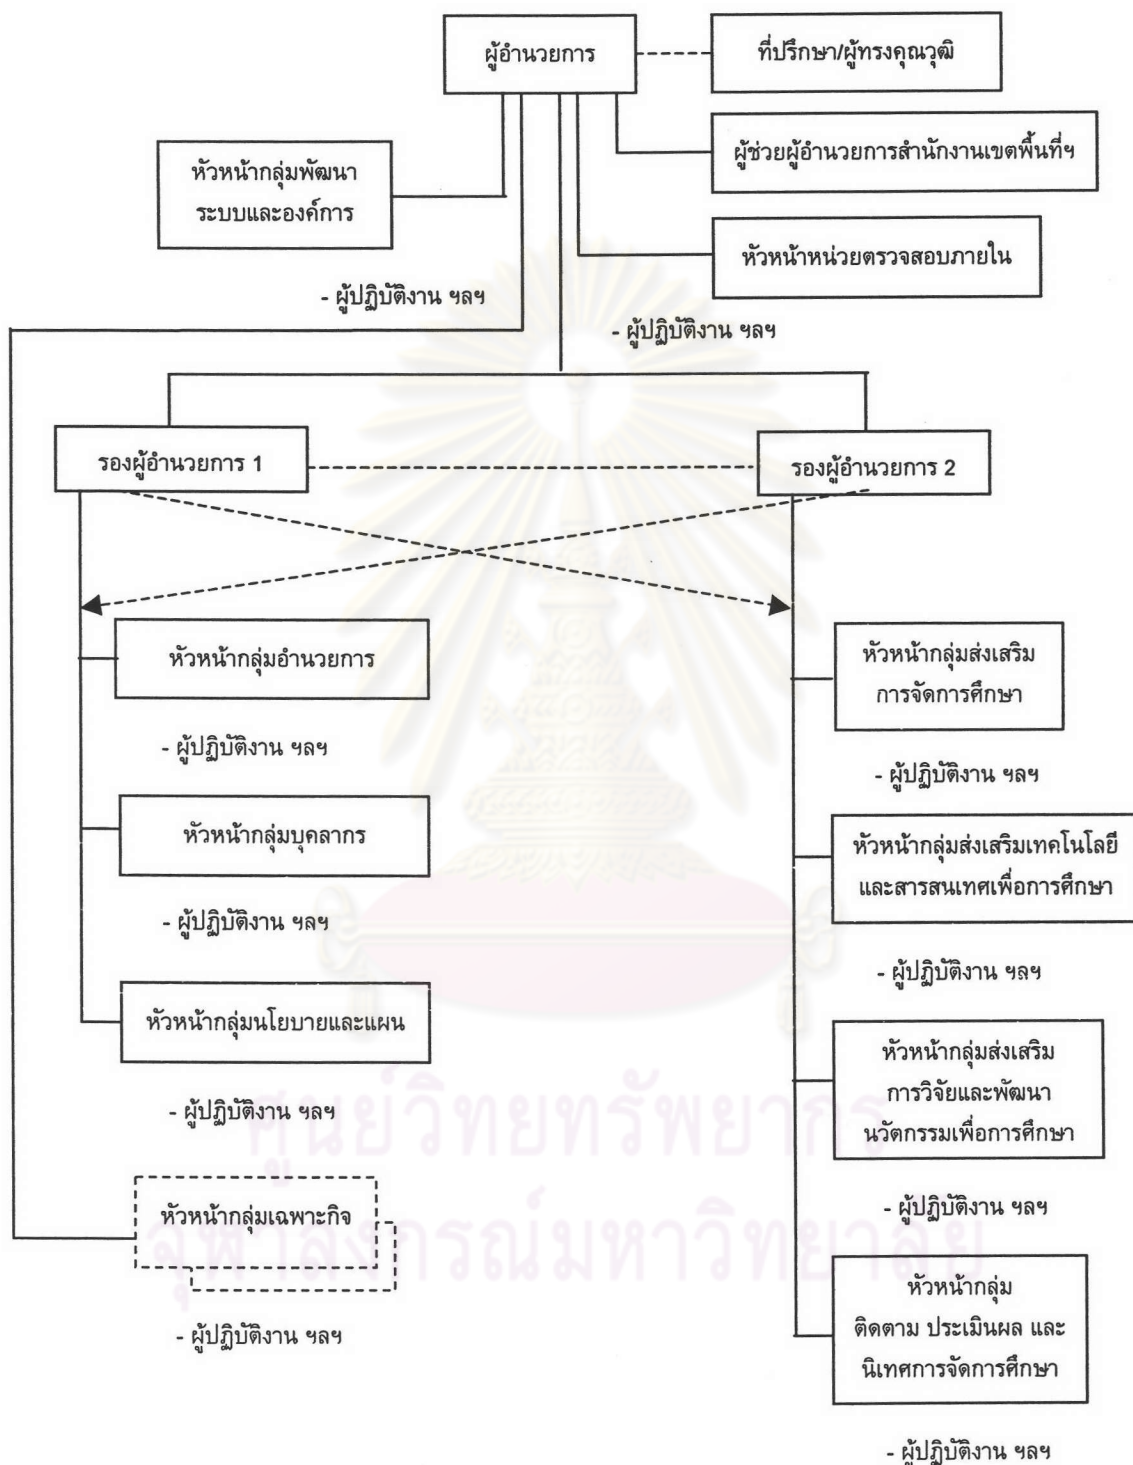 ผู้อำนวยการ
ที่ปรึกษา/ผู้ทรงคุณวุฒิ
ผู้ช่วยผู้อำนวยการสำนักงานเขตพื้นที่ฯ
หัวหน้ากลุ่มพัฒนา
ระบบและองค์การ
หัวหน้าหน่วยตรวจสอบภายใน
- ผู้ปฏิบัติงาน ฯลฯ
- ผู้ปฏิบัติงาน ฯลฯ
รองผู้อำนวยการ 1
รองผู้อำนวยการ 2
หัวหน้ากลุ่มอำนวยการ
- ผู้ปฏิบัติงาน ฯลฯ
หัวหน้ากลุ่มบุคลากร
- ผู้ปฏิบัติงาน ฯลฯ
หัวหน้ากลุ่มนโยบายและแผน
- ผู้ปฏิบัติงาน ฯลฯ
หัวหน้ากลุ่มเฉพาะกิจ
- ผู้ปฏิบัติงาน ฯลฯ
หัวหน้ากลุ่มส่งเสริม
การจัดการศึกษา
- ผู้ปฏิบัติงาน ฯลฯ
หัวหน้ากลุ่มส่งเสริมเทคโนโลยี
และสารสนเทศเพื่อการศึกษา
- ผู้ปฏิบัติงาน ฯลฯ
หัวหน้ากลุ่มส่งเสริม
การวิจัยและพัฒนา
นวัตกรรมเพื่อการศึกษา
- ผู้ปฏิบัติงาน ฯลฯ
หัวหน้ากลุ่ม
ติดตาม ประเมินผล และ
นิเทศการจัดการศึกษา
- ผู้ปฏิบัติงาน ฯลฯ
ศูนย์วิทยทรัพยากร
จุฬาลงกรณ์มหาวิทยาลัย